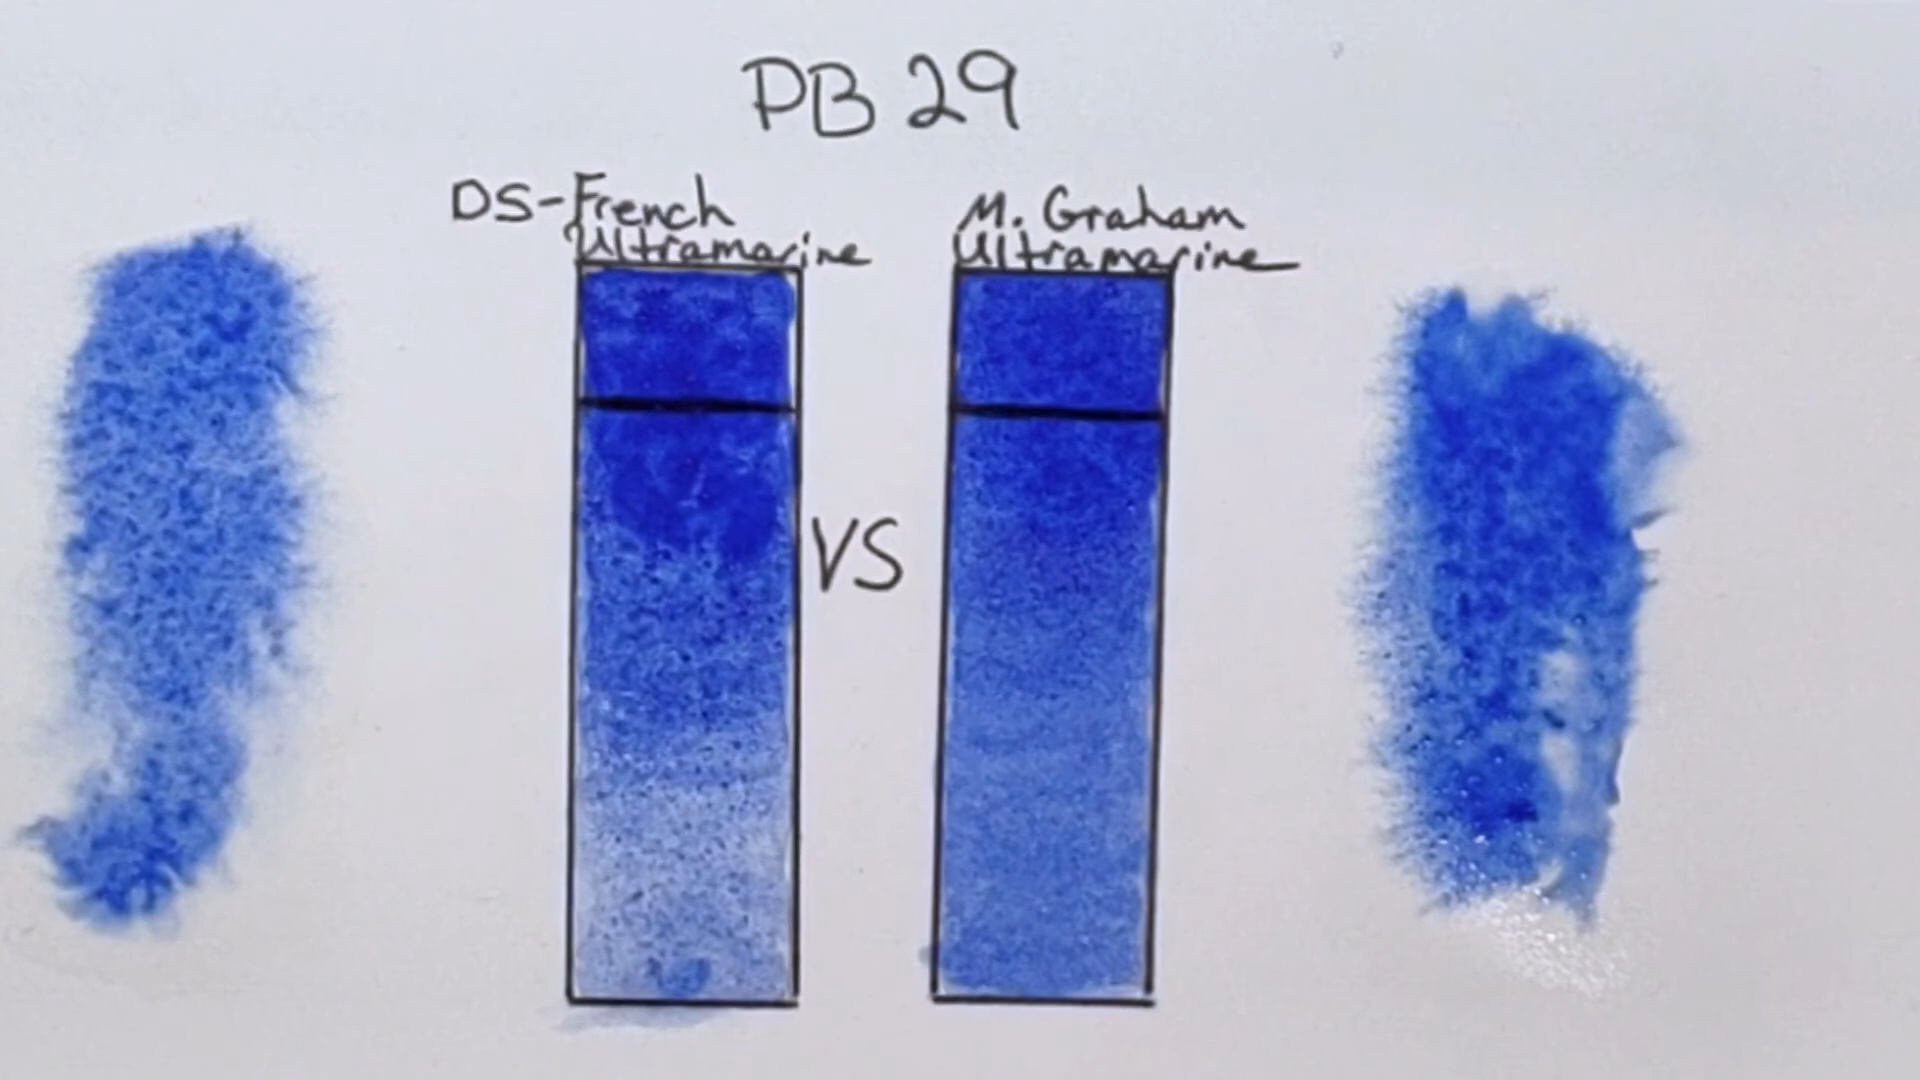 PB 29
DS-French
Ultramarine
M. Graham
Ultramarine
VS